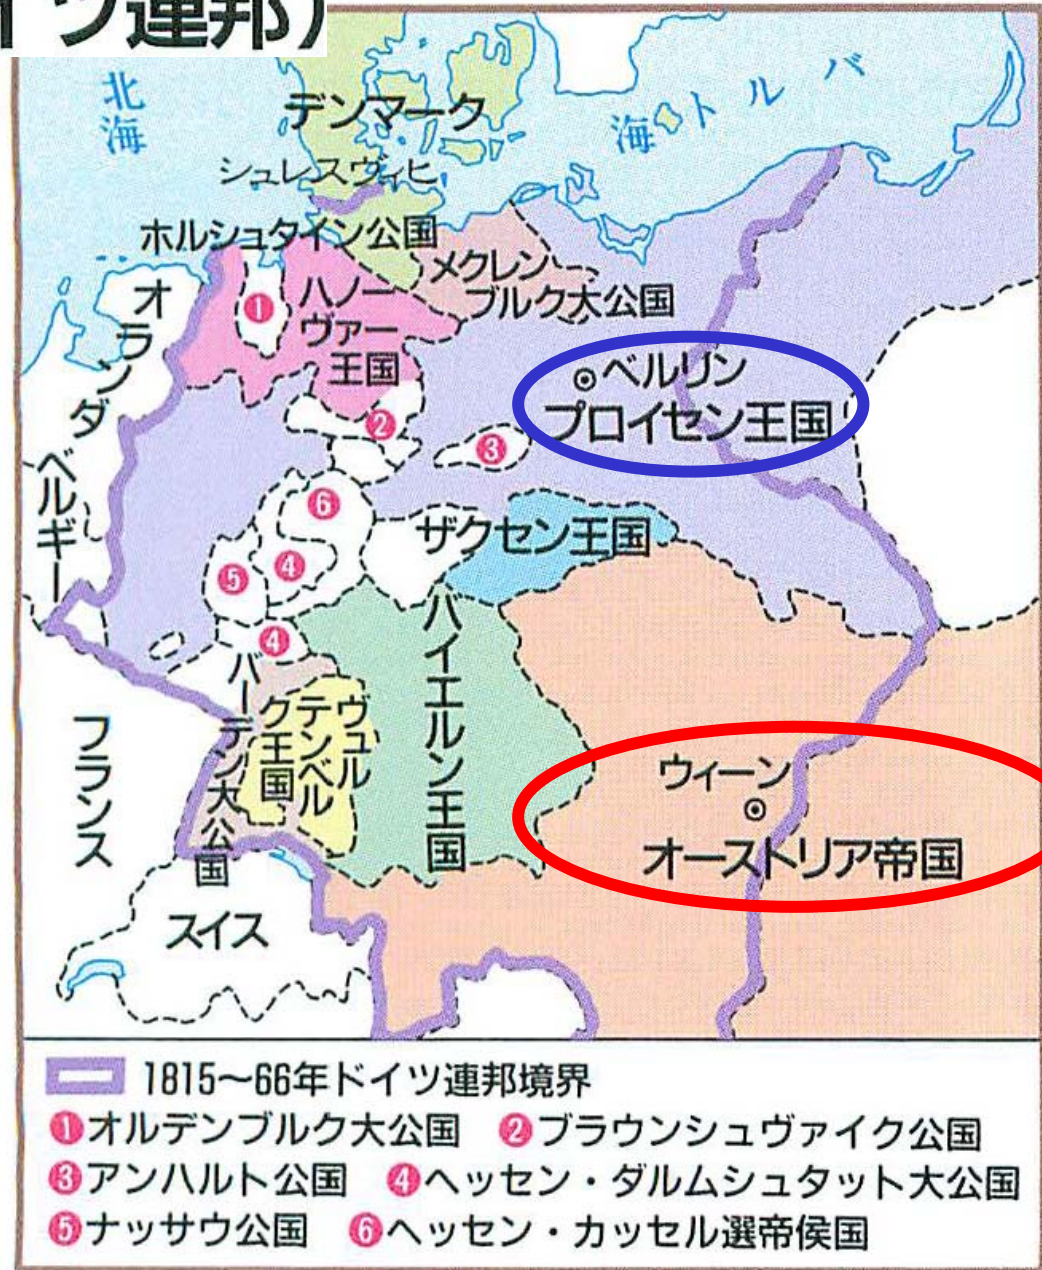 イツ連邦）
北海
バルト海
デンマーク
シュレスヴィヒ
ホルシュタイン公国
メクレンブルク大公国
オランダ
❶
ハノーヴァー王国
◎ベルリン
プロイセン王国
❷
❸
ベルギー
❻
ザクセン王国
❺
❹
❹
バイエルン王国
バーデン大公国
ヴュルテンベルク王国
フランス
ウィーン
◎
オーストリア帝国
スイス
1815〜66年ドイツ連邦境界
❶オルデンブルク大公国 ❷ブラウンシュヴァイク公国
❸アンハルト公国 ❹ヘッセン・ダルムシュタット大公国
❺ナッサウ公国 ❻ヘッセン・カッセル選帝侯国